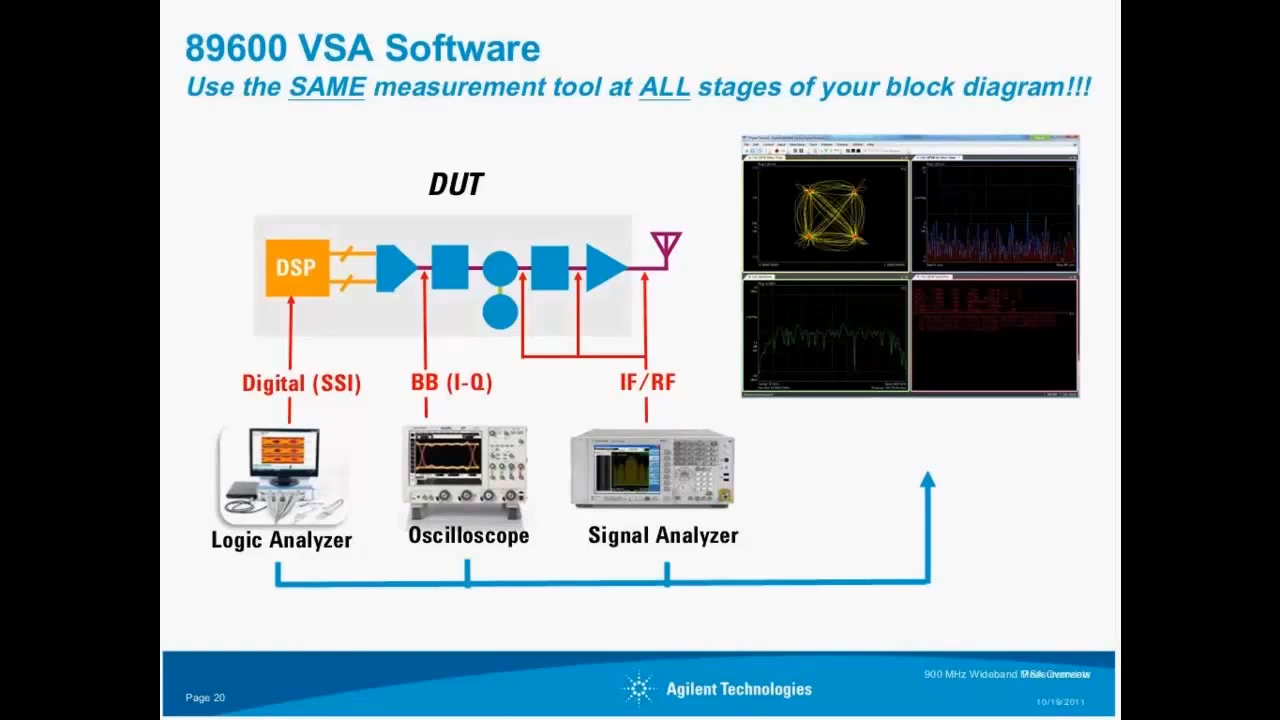 89600 VSA Software
Use the SAME measurement tool at ALL stages of your block diagram!!!
DUT
DSP
Digital (SSI)
BB (I-Q)
IF/RF
Logic Analyzer
Oscilloscope
Signal Analyzer
Page 20
Agilent Technologies
900 MHz Wideband
10/19/2011